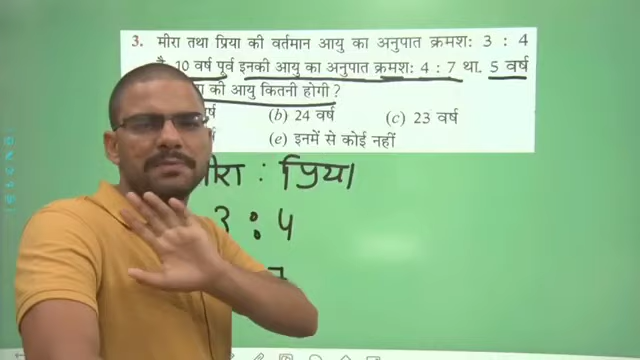 3. मीरा तथा प्रिया की वर्तमान आयु का अनुपात क्रमश: 3 : 4
10 वर्ष पूर्व इनकी आयु का अनुपात क्रमश: 4 : 7 था. 5 वर्ष
की आयु कितनी होगी ?
(b) 24 वर्ष (c) 23 वर्ष
(e) इनमें से कोई नहीं
: प्रिया
3 : 4